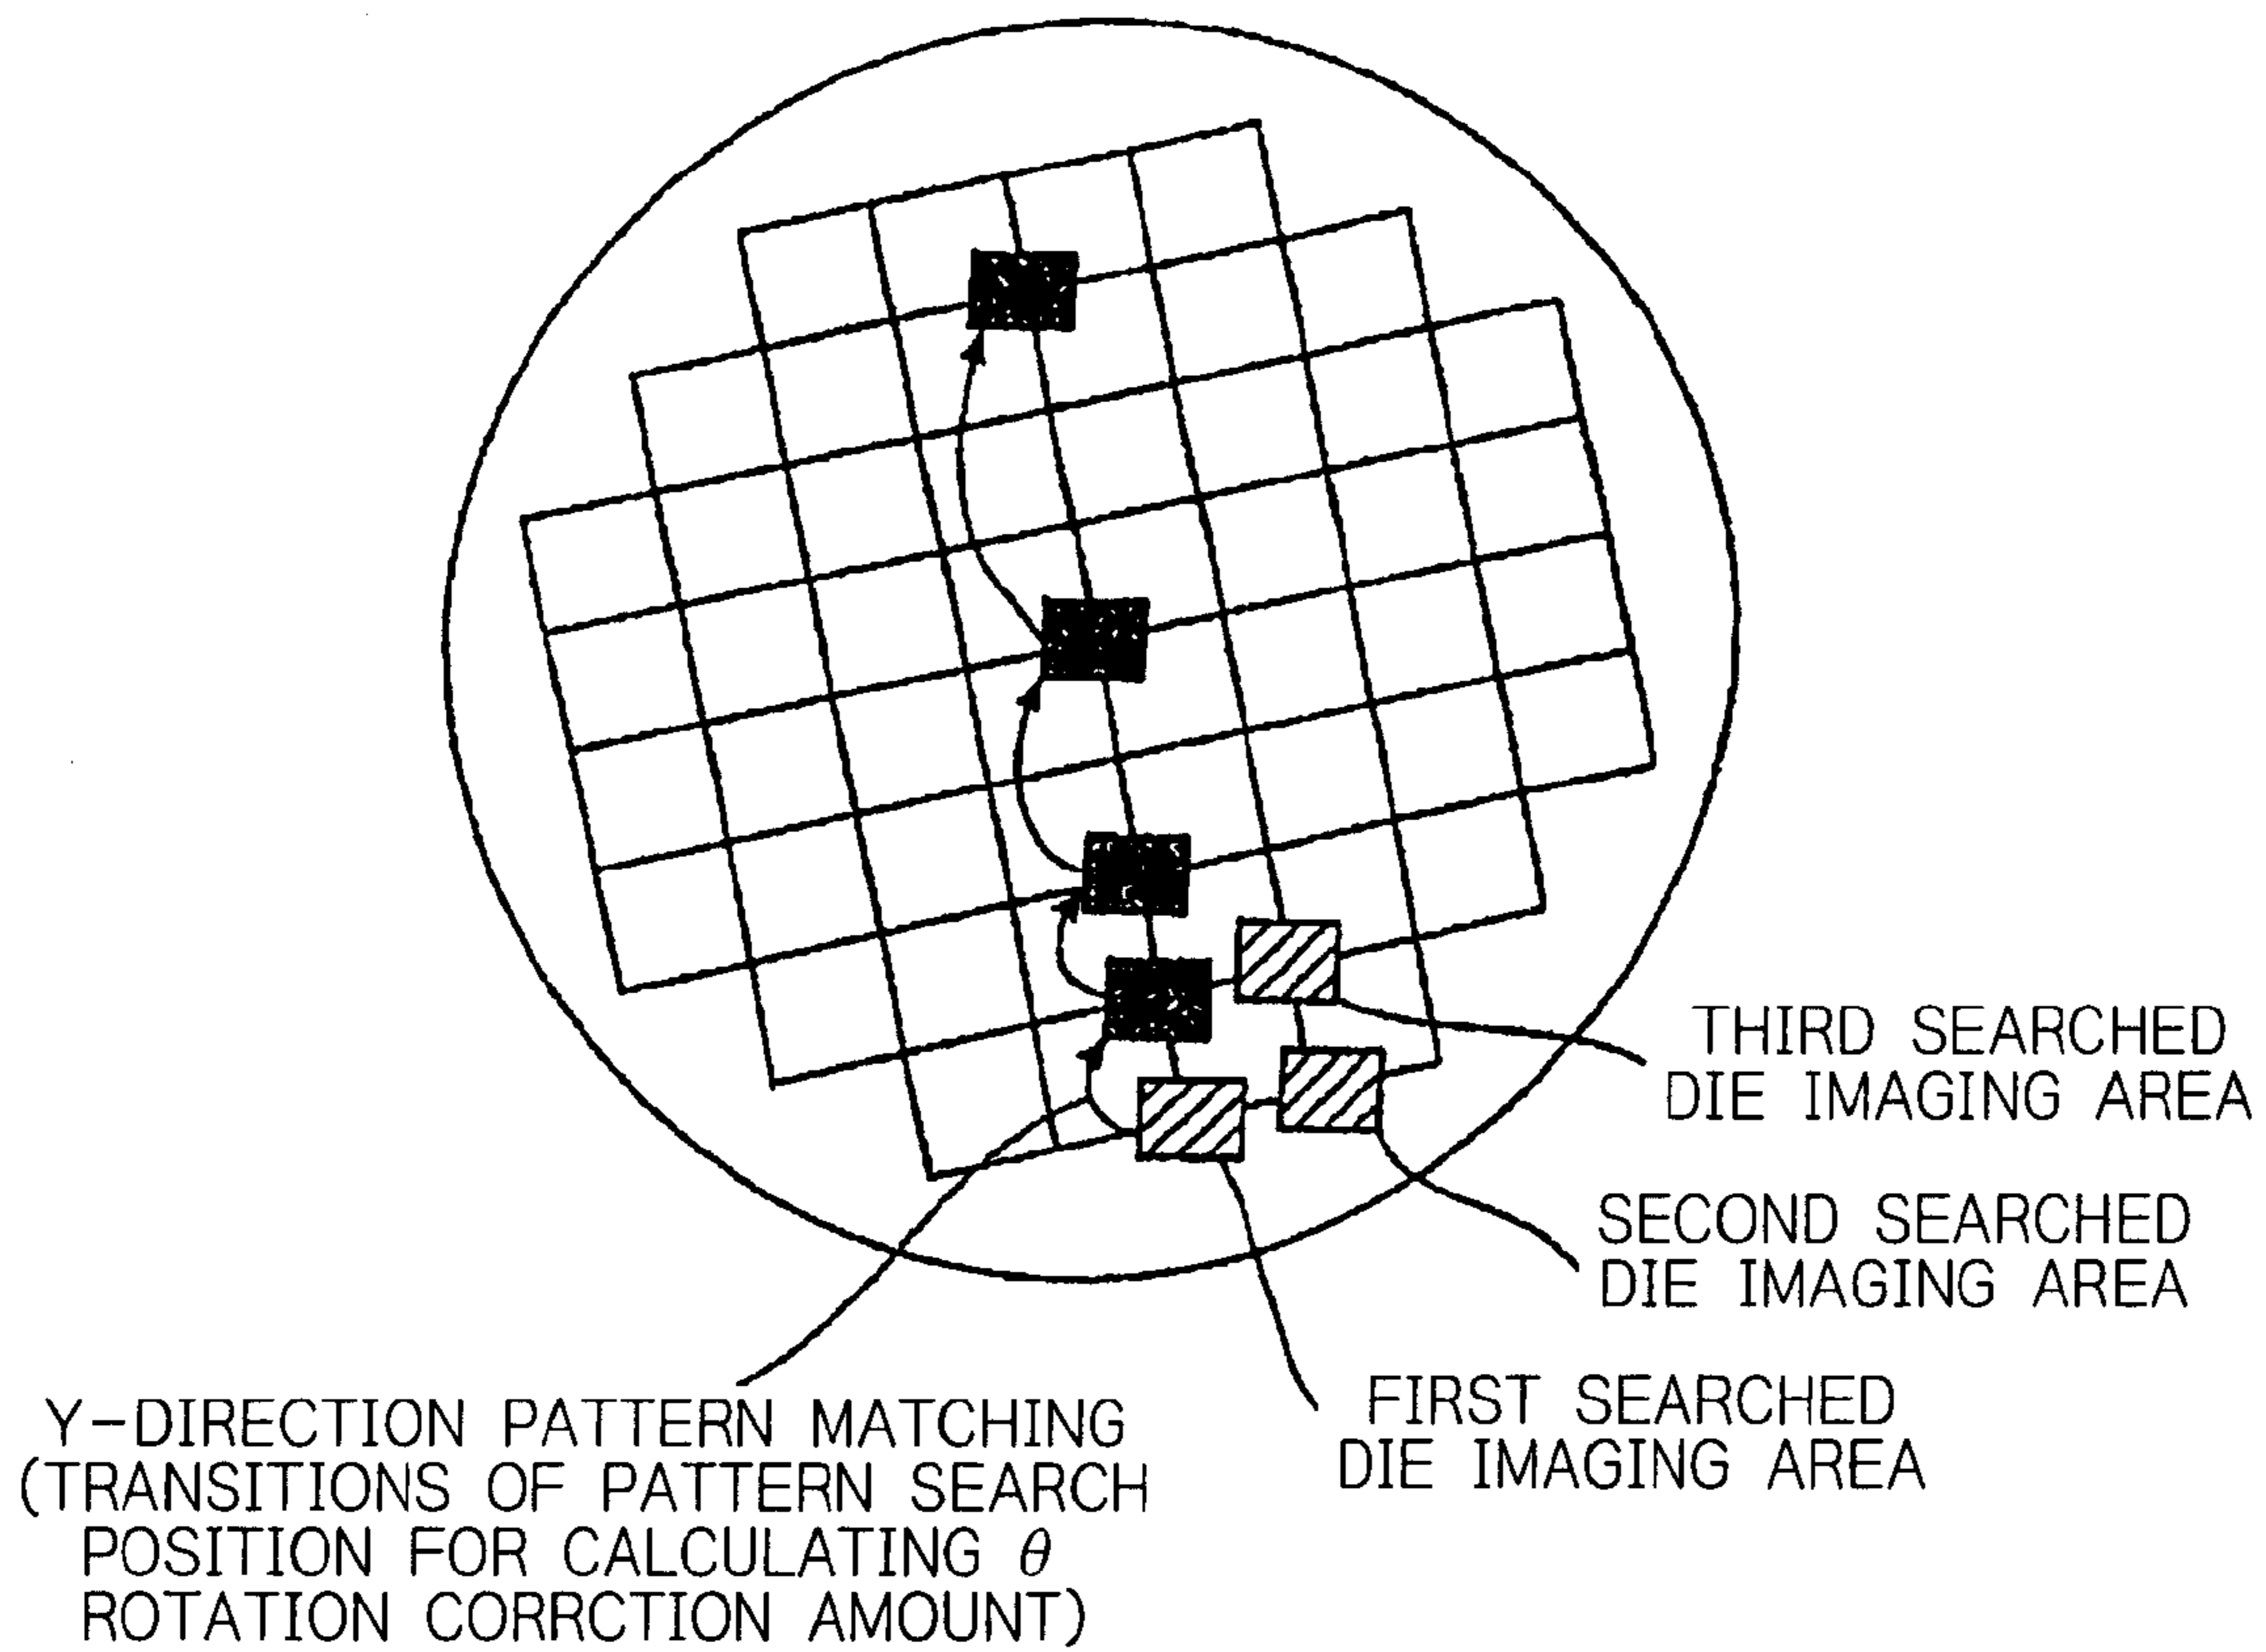 THIRD SEARCHED
DIE IMAGING AREA
SECOND SEARCHED
DIE IMAGING AREA
FIRST SEARCHED
DIE IMAGING AREA
Y-DIRECTION PATTERN MATCHING
(TRANSITIONS OF PATTERN SEARCH
POSITION FOR CALCULATING θ
ROTATION CORRCTION AMOUNT)